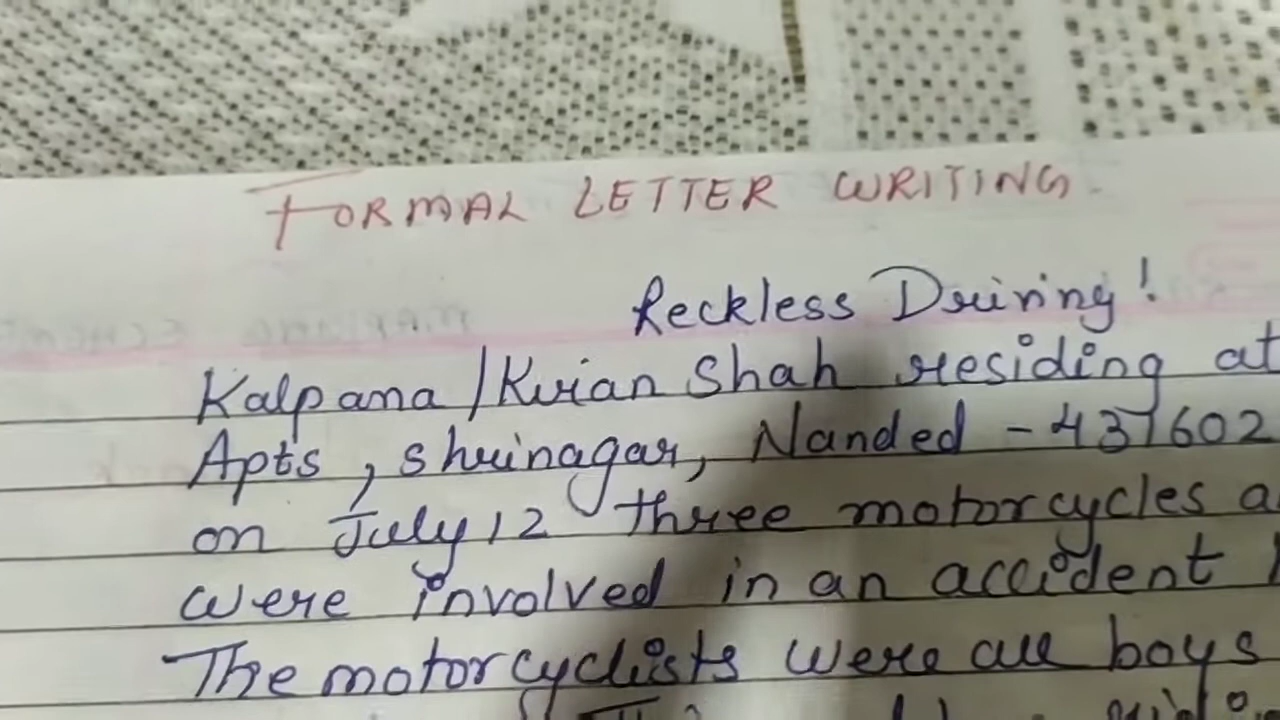 FORMAL LETTER WRITING
Reckless Driving!
Kalpana/Kiran Shah residing at
Apts, Shrinagar, Nanded - 431602
on July 12 three motorcycles a
were involved in an accident
The motorcyclists were all boys